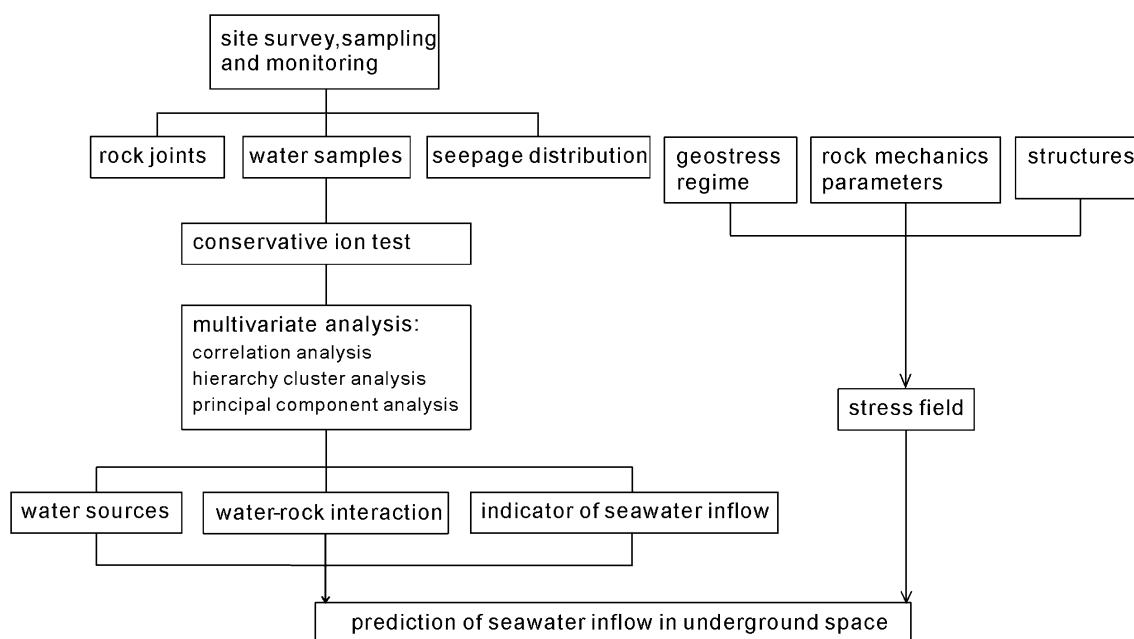 site survey,sampling
and monitoring
rock joints
water samples
seepage distribution
geostress
regime
rock mechanics
parameters
structures
conservative ion test
multivariate analysis:
correlation analysis
hierarchy cluster analysis
principal component analysis
stress field
water sources
water-rock interaction
indicator of seawater inflow
prediction of seawater inflow in underground space